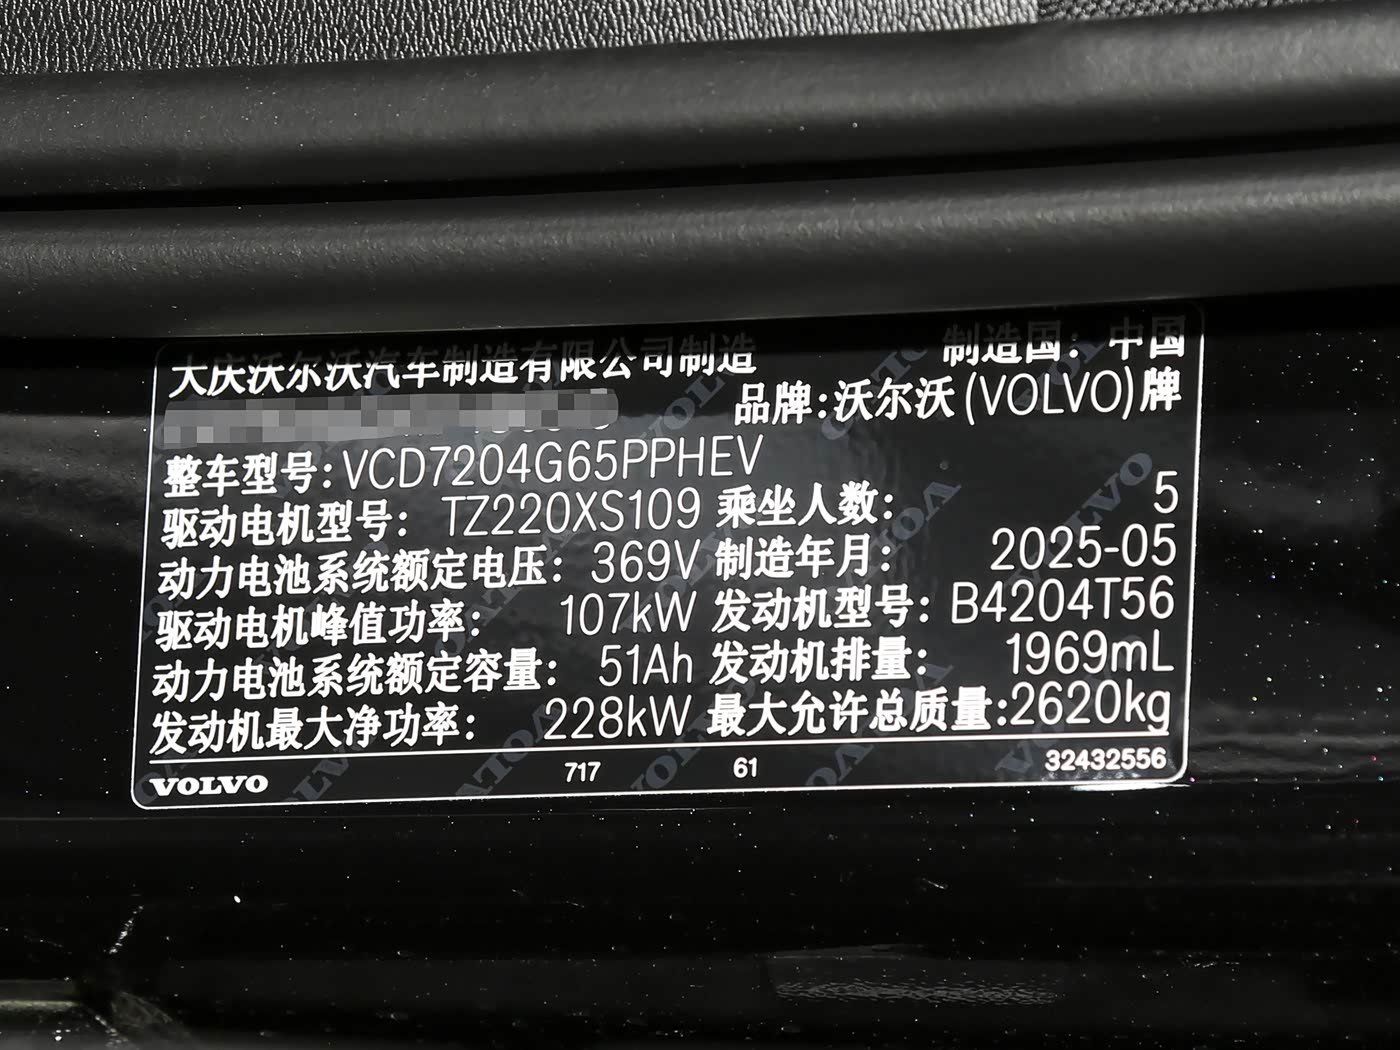 大庆沃尔沃汽车制造有限公司制造 制造国：中国
品牌：沃尔沃(VOLVO)牌
整车型号：VCD7204G65PPHEV
驱动电机型号：TZ220XS109 乘坐人数：5
动力电池系统额定电压：369V 制造年月：2025-05
驱动电机峰值功率：107kW 发动机型号：B4204T56
动力电池系统额定容量：51Ah 发动机排量：1969mL
发动机最大净功率：228kW 最大允许总质量：2620kg
VOLVO 717 61 32432556